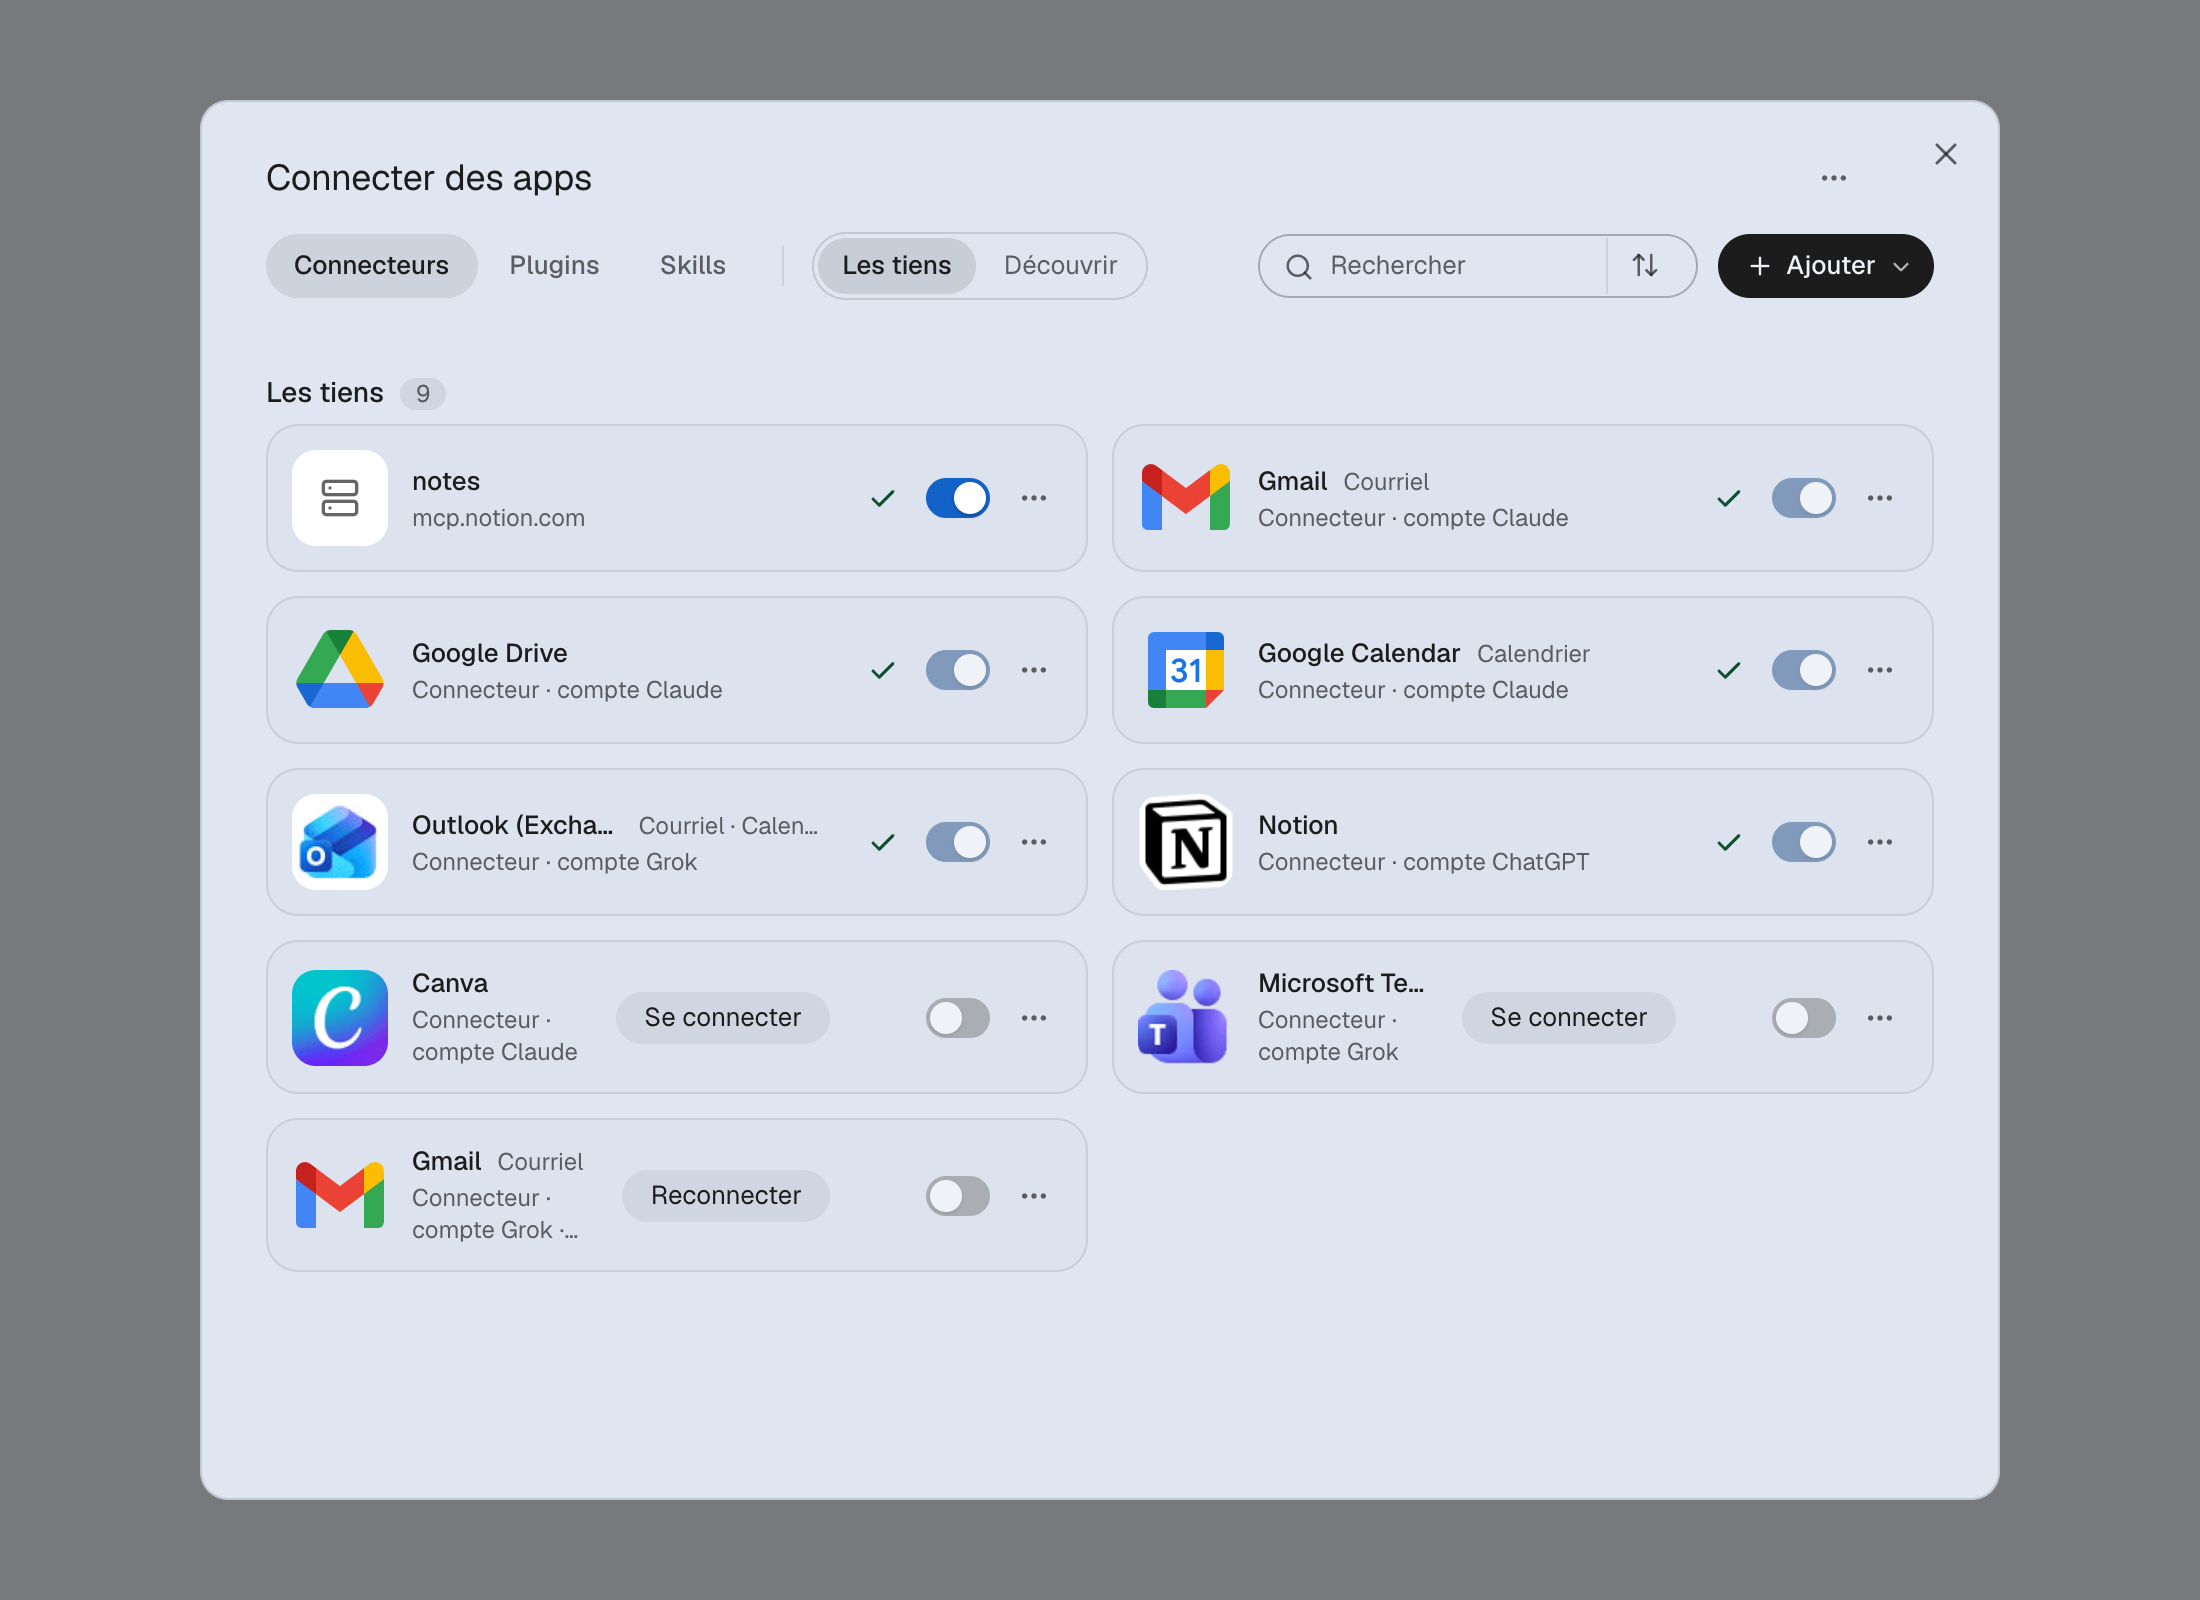 Connecter des apps
Connecteurs
Plugins
Skills
Les tiens
Découvrir
Rechercher
Ajouter
Les tiens 9
notes
mcp.notion.com
Gmail Courriel
Connecteur · compte Claude
Google Drive
Connecteur · compte Claude
31
Google Calendar Calendrier
Connecteur · compte Claude
Outlook (Excha... Courriel · Calen...
Connecteur · compte Grok
Notion
Connecteur · compte ChatGPT
Canva
Connecteur ·
compte Claude
Se connecter
Microsoft Te...
Connecteur ·
compte Grok
Se connecter
Gmail Courriel
Connecteur ·
compte Grok ·...
Reconnecter